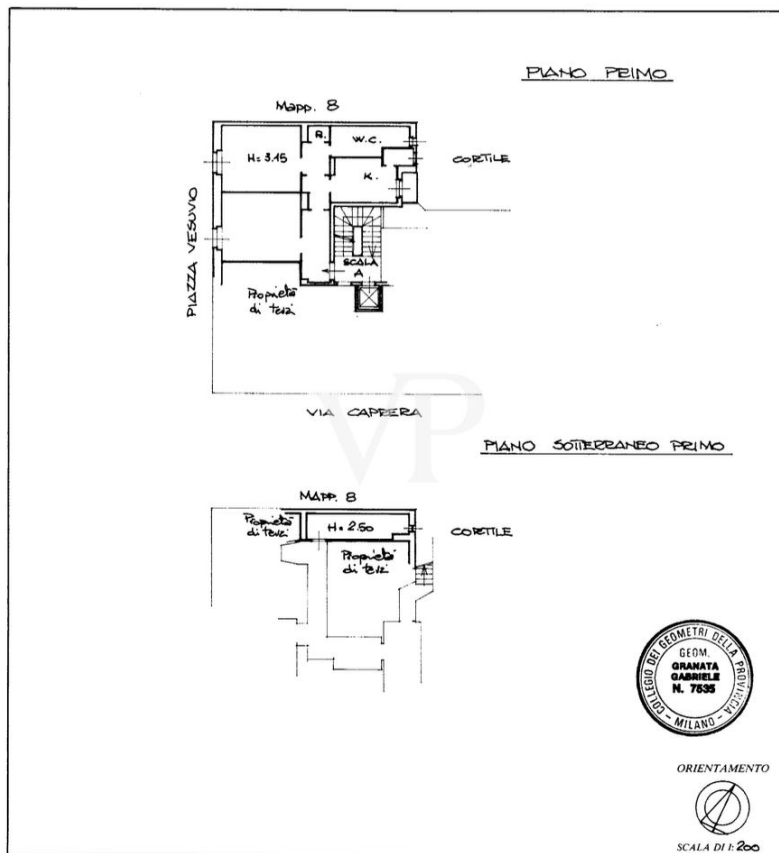 PIANO PRIMO
Mapp. 8
R.
W.C.
H= 3.15
CORTILE
K.
PIAZZA VESUVIO
SCALA
A
Proprietà
di terzi
VP
VIA CAPRERA
PIANO SOTTERRANEO PRIMO
MAPP. 8
Proprietà
di terzi
H= 2.50
CORTILE
Proprietà
di terzi
COLLEGIO DEI GEOMETRI DELLA PROVINCIA
- MILANO -
GEOM.
GRANATA
GABRIELE
N. 7535
ORIENTAMENTO
SCALA DI 1: 200